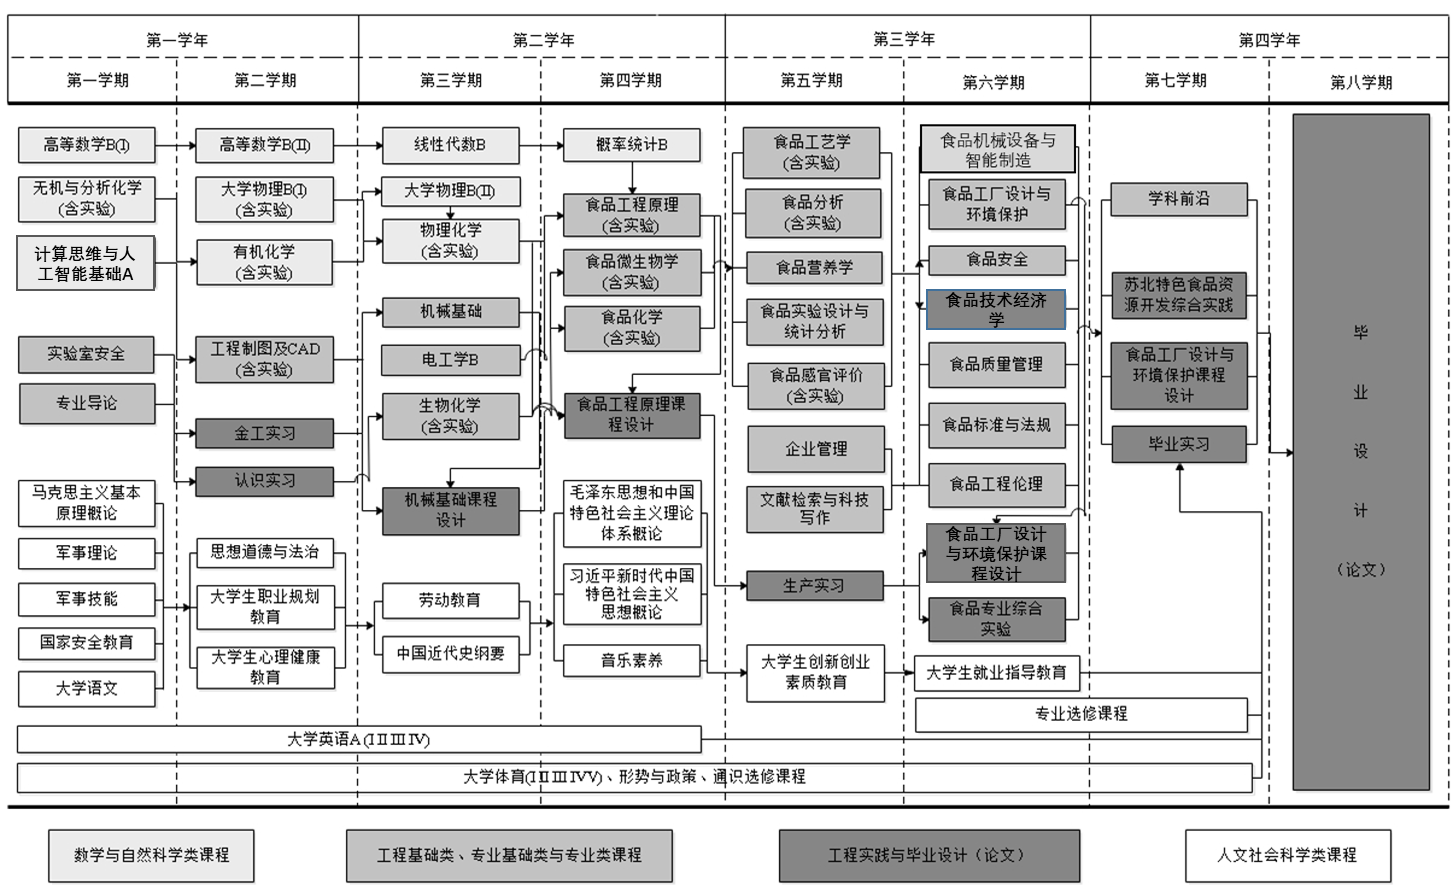 第一学年
第二学年
第三学年
第四学年
第一学期
第二学期
第三学期
第四学期
第五学期
第六学期
第七学期
第八学期
高等数学B(I)
无机与分析化学
(含实验)
计算思维与人
工智能基础A
实验室安全
专业导论
马克思主义基本
原理概论
军事理论
军事技能
国家安全教育
大学语文
高等数学B(II)
大学物理B(I)
(含实验)
有机化学
(含实验)
工程制图及CAD
(含实验)
金工实习
认识实习
思想道德与法治
大学生职业规划
教育
大学生心理健康
教育
线性代数B
大学物理B(II)
物理化学
(含实验)
机械基础
电工学B
生物化学
(含实验)
机械基础课程
设计
劳动教育
中国近代史纲要
概率统计B
食品工程原理
(含实验)
食品微生物学
(含实验)
食品化学
(含实验)
食品工程原理课
程设计
毛泽东思想和中国
特色社会主义理论
体系概论
习近平新时代中国
特色社会主义
思想概论
音乐素养
食品工艺学
(含实验)
食品分析
(含实验)
食品营养学
食品实验设计与
统计分析
食品感官评价
(含实验)
企业管理
文献检索与科技
写作
生产实习
大学生创新创业
素质教育
食品机械设备与
智能制造
食品工厂设计与
环境保护
食品安全
食品技术经济
学
食品质量管理
食品标准与法规
食品工程伦理
食品工厂设计
与环境保护课
程设计
食品专业综合
实验
大学生就业指导教育
专业选修课程
学科前沿
苏北特色食品资
源开发综合实践
食品工厂设计与
环境保护课程
设计
毕业实习
毕
业
设
计
（论文）
大学英语A (I II III IV)
大学体育(I II III IV V)、形势与政策、通识选修课程
数学与自然科学类课程
工程基础类、专业基础类与专业类课程
工程实践与毕业设计（论文）
人文社会科学类课程